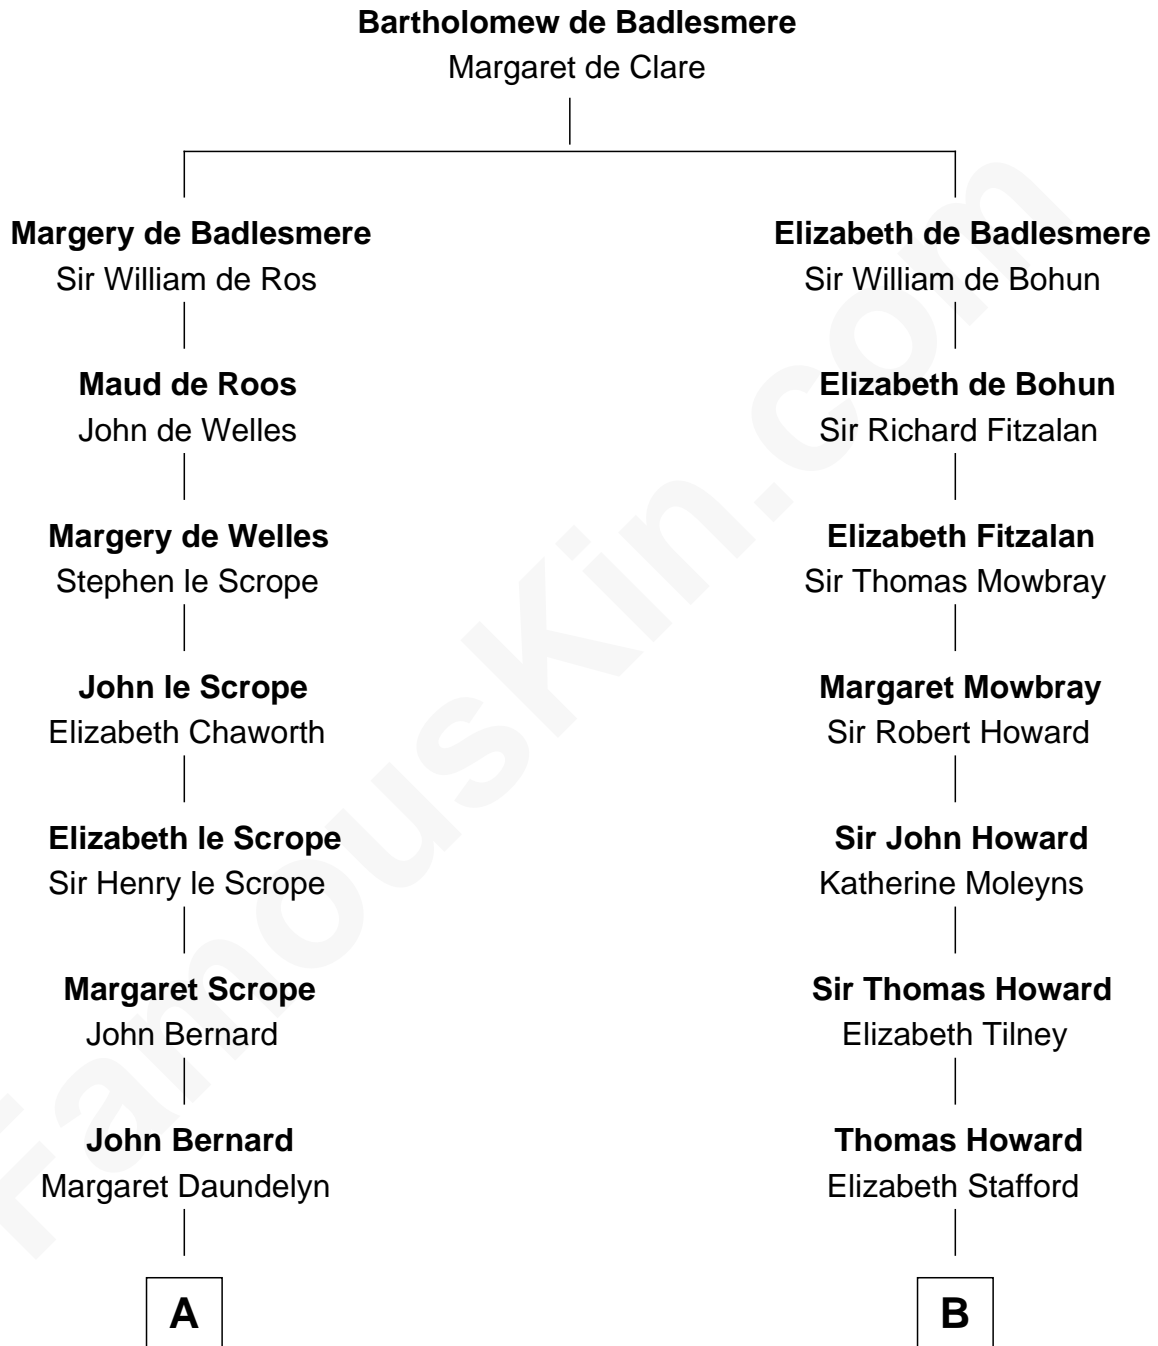 Bartholomew de Badlesmere
Margaret de Clare
Margery de Badlesmere
Sir William de Ros
Elizabeth de Badlesmere
Sir William de Bohun
Maud de Roos
John de Welles
Elizabeth de Bohun
Sir Richard Fitzalan
Margery de Welles
Stephen le Scrope
Elizabeth Fitzalan
Sir Thomas Mowbray
John le Scrope
Elizabeth Chaworth
Margaret Mowbray
Sir Robert Howard
Elizabeth le Scrope
Sir Henry le Scrope
Sir John Howard
Katherine Moleyns
Margaret Scrope
John Bernard
Sir Thomas Howard
Elizabeth Tilney
John Bernard
Margaret Daundelyn
Thomas Howard
Elizabeth Stafford
A
B
FamousKin.com